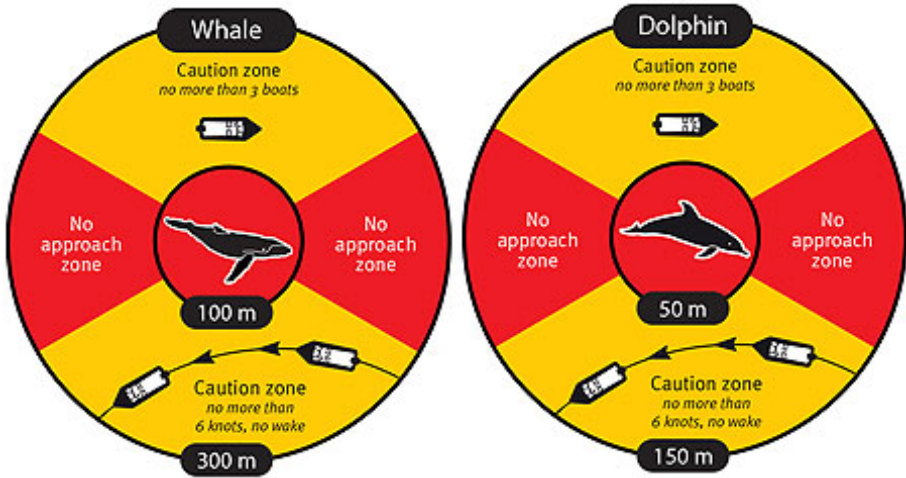 Whale
Caution zone
no more than 3 boats
No
approach
zone
No
approach
zone
100 m
Caution zone
no more than
6 knots, no wake
300 m
Dolphin
Caution zone
no more than 3 boats
No
approach
zone
No
approach
zone
50 m
Caution zone
no more than
6 knots, no wake
150 m